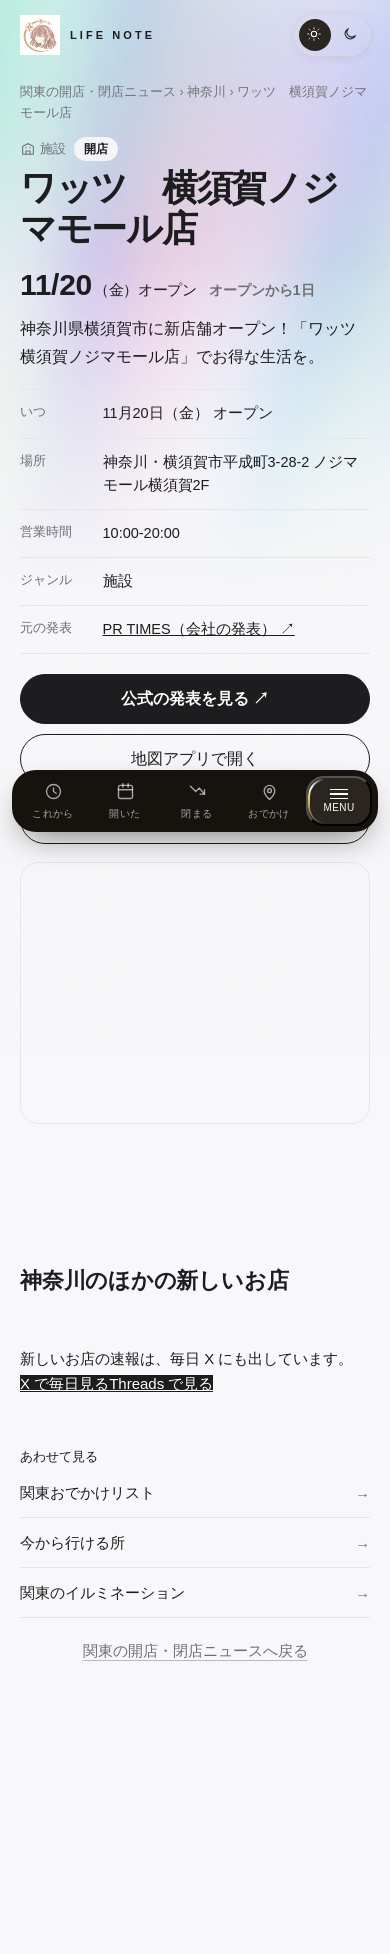 LIFE NOTE
関東の開店・閉店ニュース › 神奈川 › ワッツ　横須賀ノジマ
モール店
施設 開店
ワッツ　横須賀ノジ
マモール店
11/20（金）オープン オープンから1日
神奈川県横須賀市に新店舗オープン！「ワッツ
横須賀ノジマモール店」でお得な生活を。
いつ 11月20日（金） オープン
場所 神奈川・横須賀市平成町3-28-2 ノジマ
モール横須賀2F
営業時間 10:00-20:00
ジャンル 施設
元の発表 PR TIMES（会社の発表） ↗
公式の発表を見る ↗
地図アプリで開く
これから 開いた 閉まる おでかけ MENU
神奈川のほかの新しいお店
新しいお店の速報は、毎日 X にも出しています。
X で毎日見るThreads で見る
あわせて見る
関東おでかけリスト →
今から行ける所 →
関東のイルミネーション →
関東の開店・閉店ニュースへ戻る